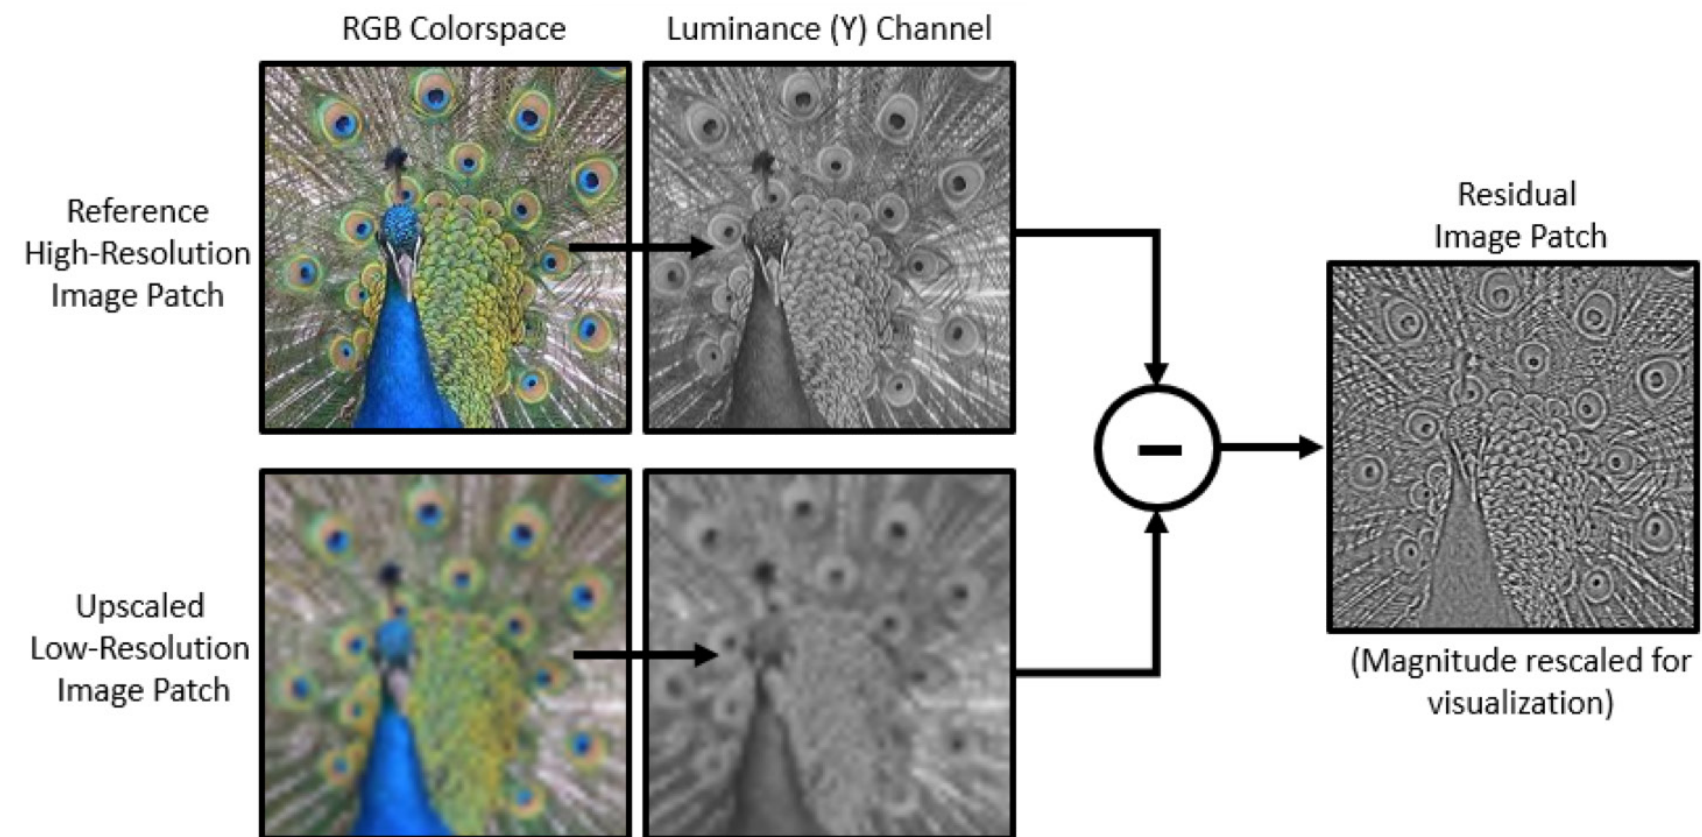 RGB Colorspace
Luminance (Y) Channel
Reference
High-Resolution
Image Patch
Upscaled
Low-Resolution
Image Patch
Residual
Image Patch
(Magnitude rescaled for
visualization)